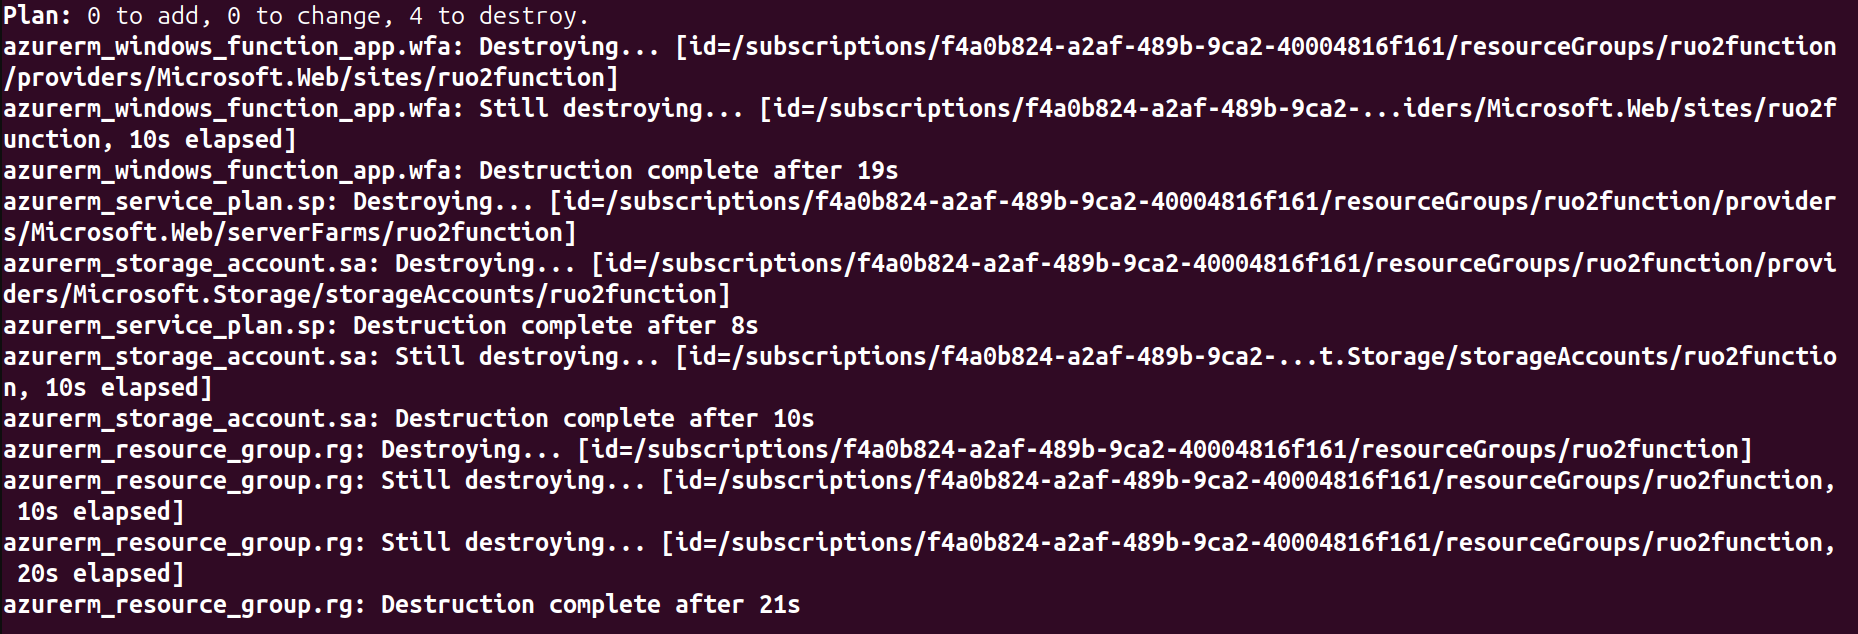 Plan: 0 to add, 0 to change, 4 to destroy.
azurerm_windows_function_app.wfa: Destroying... [id=/subscriptions/f4a0b824-a2af-489b-9ca2-40004816f161/resourceGroups/ruo2function
/providers/Microsoft.Web/sites/ruo2function]
azurerm_windows_function_app.wfa: Still destroying... [id=/subscriptions/f4a0b824-a2af-489b-9ca2-...iders/Microsoft.Web/sites/ruo2f
unction, 10s elapsed]
azurerm_windows_function_app.wfa: Destruction complete after 19s
azurerm_service_plan.sp: Destroying... [id=/subscriptions/f4a0b824-a2af-489b-9ca2-40004816f161/resourceGroups/ruo2function/provider
s/Microsoft.Web/serverFarms/ruo2function]
azurerm_storage_account.sa: Destroying... [id=/subscriptions/f4a0b824-a2af-489b-9ca2-40004816f161/resourceGroups/ruo2function/provi
ders/Microsoft.Storage/storageAccounts/ruo2function]
azurerm_service_plan.sp: Destruction complete after 8s
azurerm_storage_account.sa: Still destroying... [id=/subscriptions/f4a0b824-a2af-489b-9ca2-...t.Storage/storageAccounts/ruo2functio
n, 10s elapsed]
azurerm_storage_account.sa: Destruction complete after 10s
azurerm_resource_group.rg: Destroying... [id=/subscriptions/f4a0b824-a2af-489b-9ca2-40004816f161/resourceGroups/ruo2function]
azurerm_resource_group.rg: Still destroying... [id=/subscriptions/f4a0b824-a2af-489b-9ca2-40004816f161/resourceGroups/ruo2function,
 10s elapsed]
azurerm_resource_group.rg: Still destroying... [id=/subscriptions/f4a0b824-a2af-489b-9ca2-40004816f161/resourceGroups/ruo2function,
 20s elapsed]
azurerm_resource_group.rg: Destruction complete after 21s